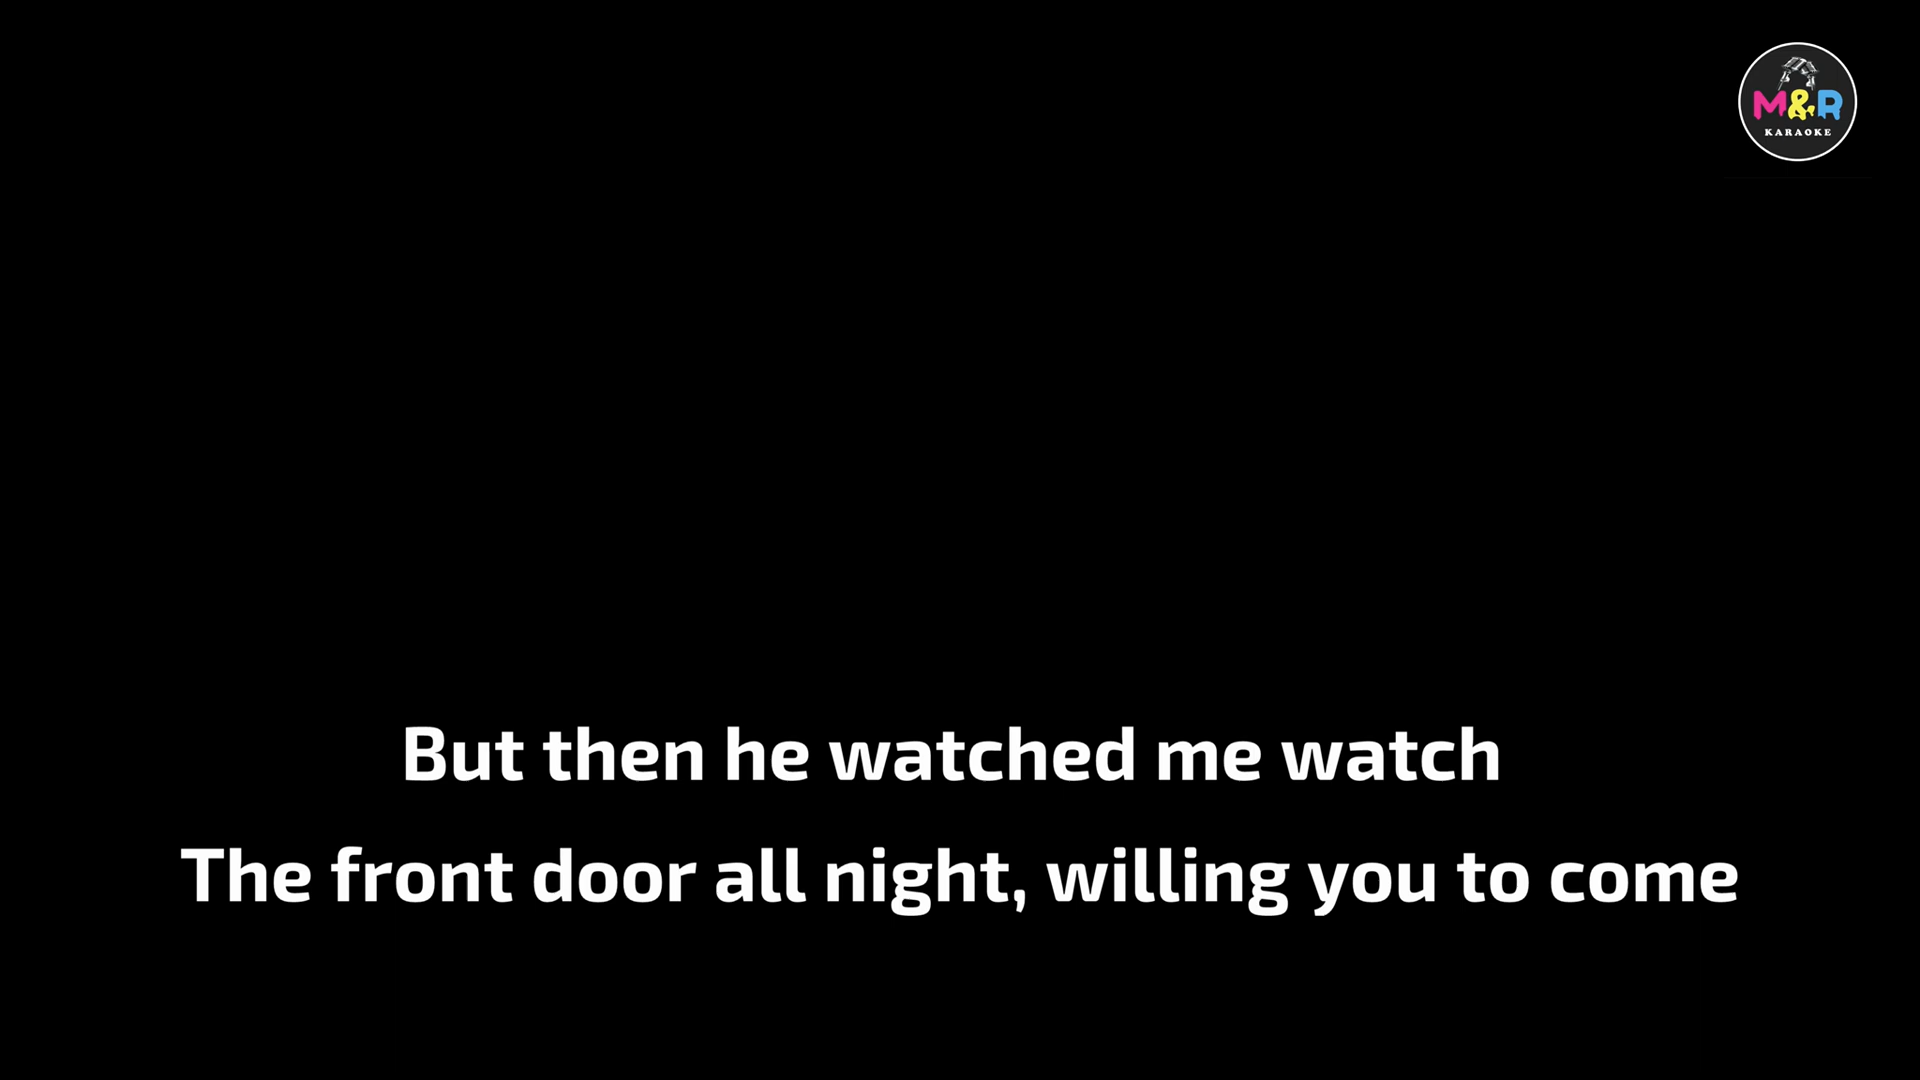 M&R
KARAOKE
But then he watched me watch
The front door all night, willing you to come